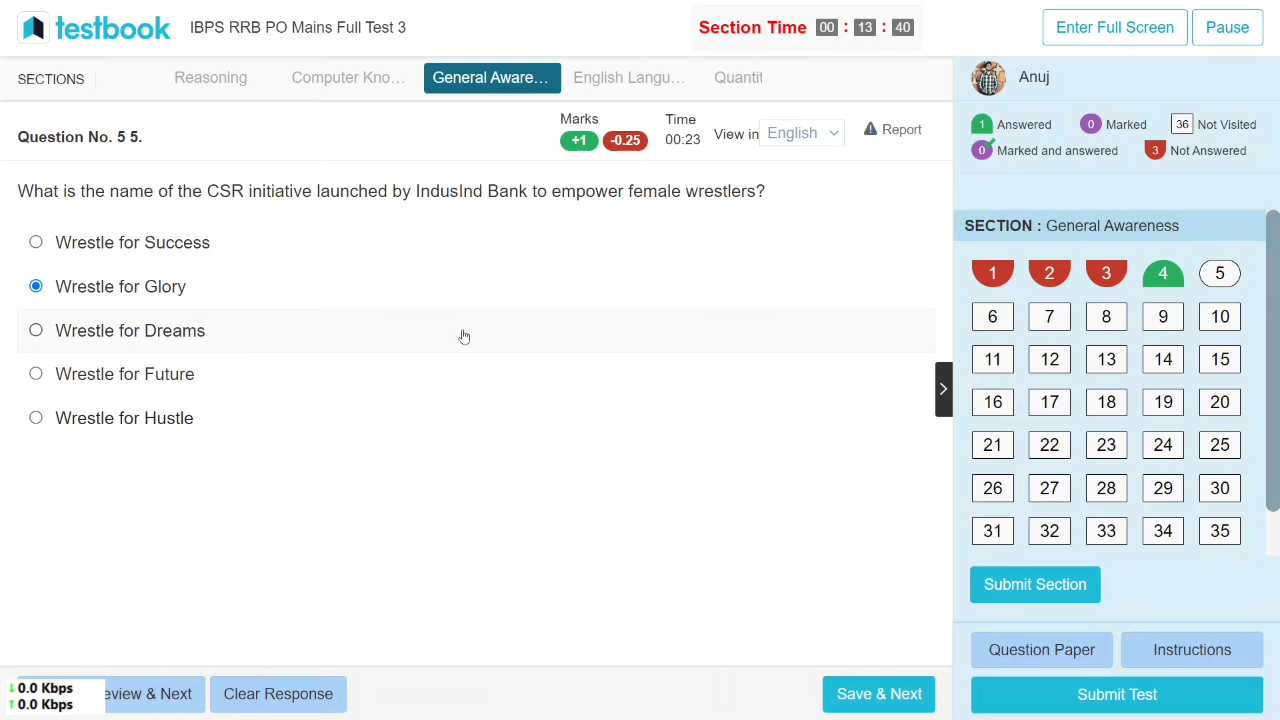 testbook IBPS RRB PO Mains Full Test 3 Section Time 00 : 13 : 40 Enter Full Screen Pause
SECTIONS Reasoning Computer Kno... General Aware... English Langu... Quantit
Anuj
Question No. 5 5. Marks +1 -0.25 Time 00:23 View in English Report
1 Answered 0 Marked 36 Not Visited
0 Marked and answered 3 Not Answered
What is the name of the CSR initiative launched by IndusInd Bank to empower female wrestlers?
Wrestle for Success
Wrestle for Glory
Wrestle for Dreams
Wrestle for Future
Wrestle for Hustle
SECTION : General Awareness
1 2 3 4 5
6 7 8 9 10
11 12 13 14 15
16 17 18 19 20
21 22 23 24 25
26 27 28 29 30
31 32 33 34 35
Submit Section
Question Paper Instructions
0.0 Kbps
0.0 Kbps
eview & Next Clear Response Save & Next Submit Test